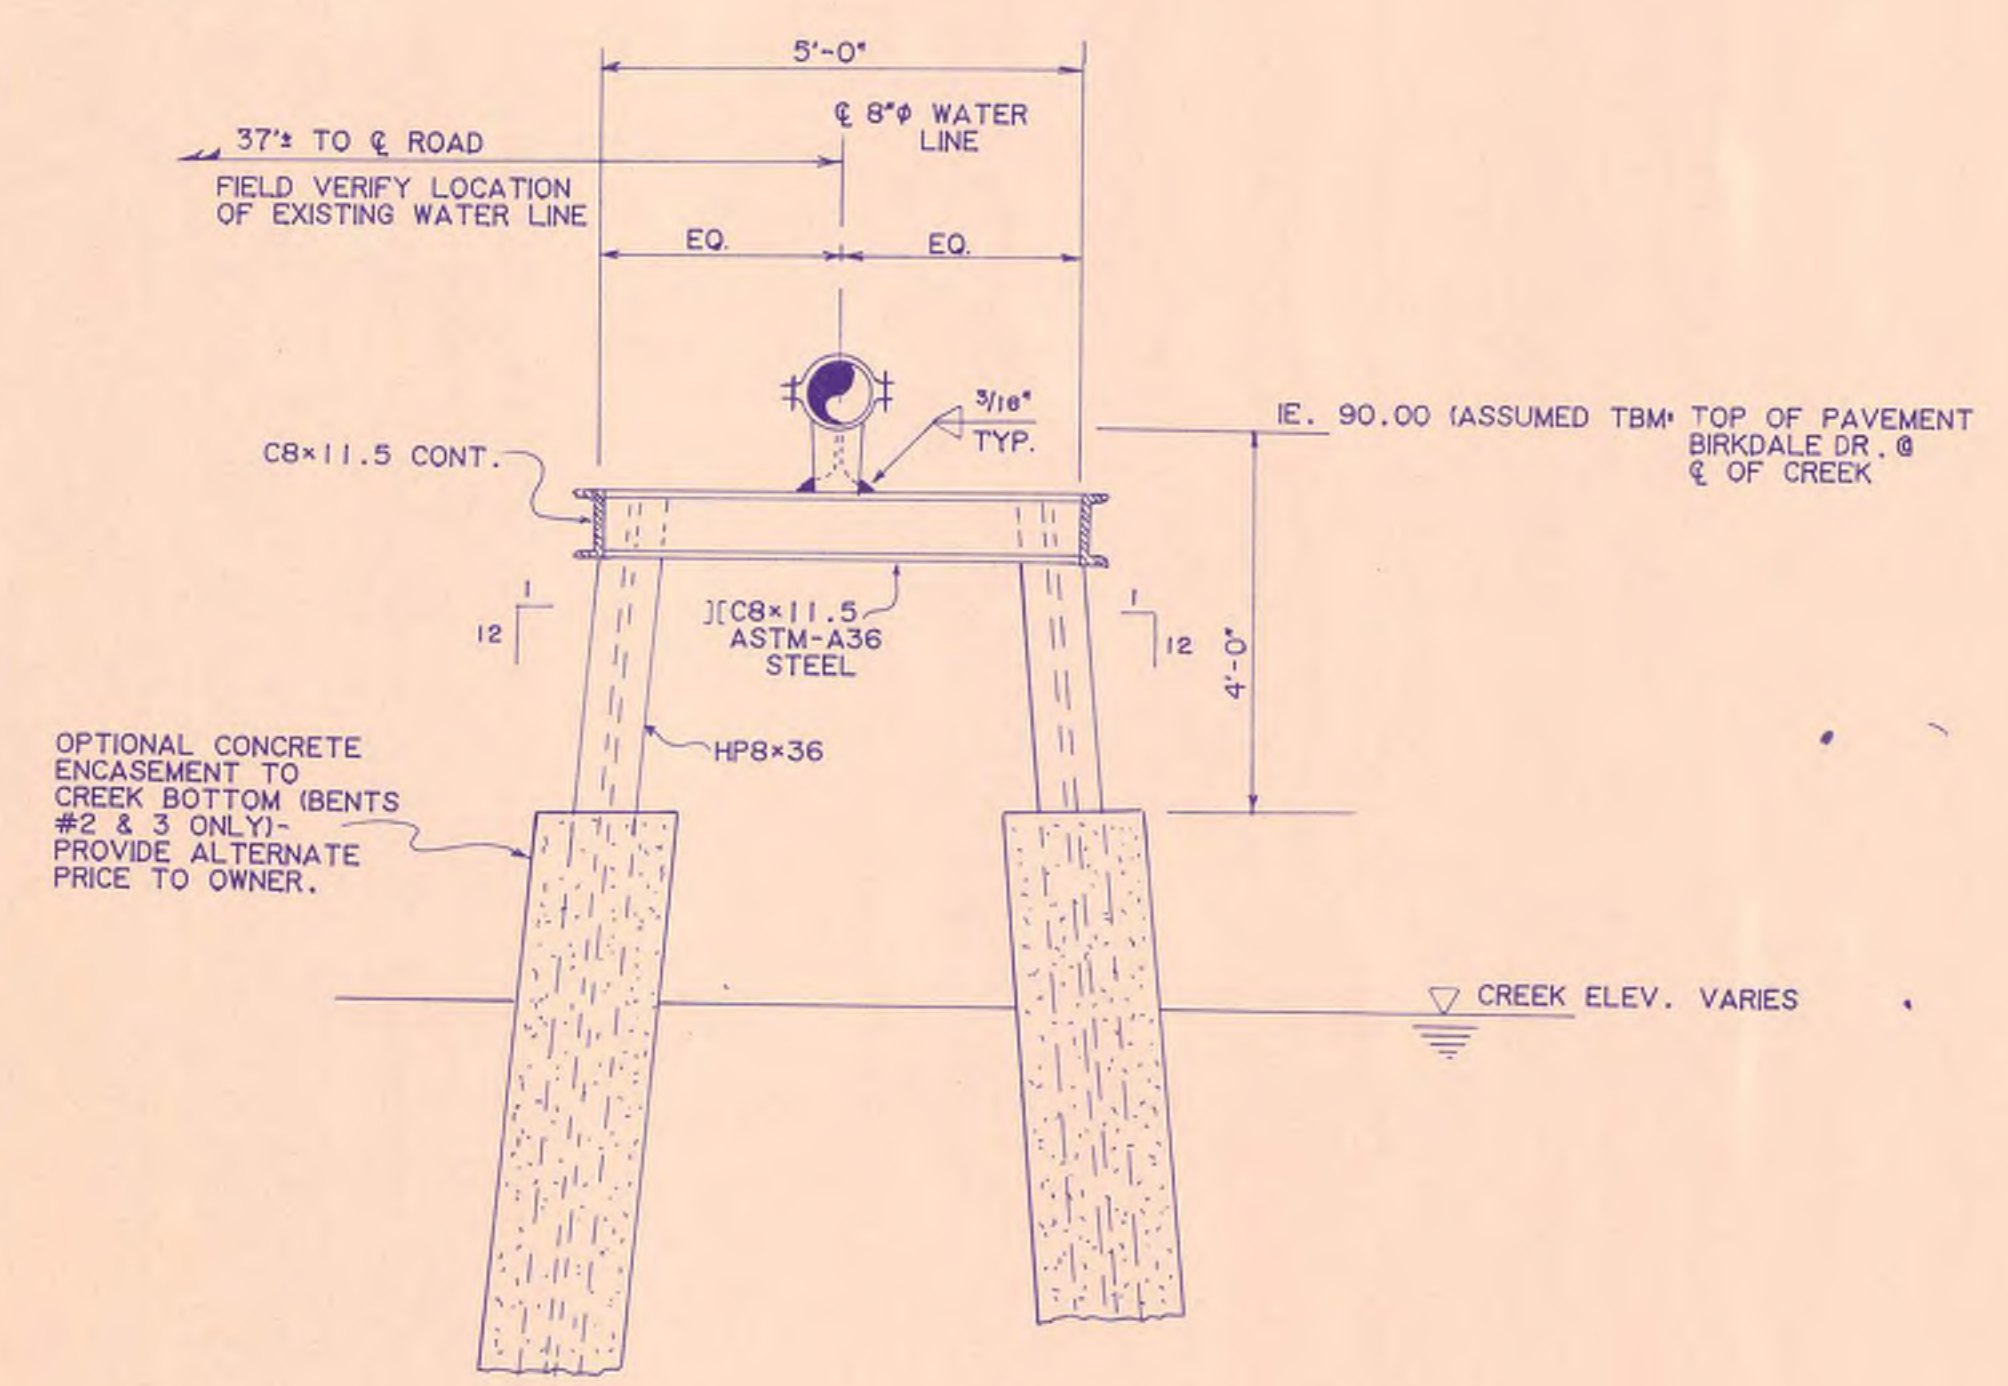 5'-0"
℄ 8"ϕ WATER
LINE
37'± TO ℄ ROAD
FIELD VERIFY LOCATION
OF EXISTING WATER LINE
EQ.
EQ.
3/16"
TYP.
IE. 90.00 (ASSUMED TBM: TOP OF PAVEMENT
BIRKDALE DR. @
℄ OF CREEK
C8×11.5 CONT.
1
12
][C8×11.5
ASTM-A36
STEEL
1
12
4'-0"
HP8×36
OPTIONAL CONCRETE
ENCASEMENT TO
CREEK BOTTOM (BENTS
#2 & 3 ONLY)-
PROVIDE ALTERNATE
PRICE TO OWNER.
CREEK ELEV. VARIES